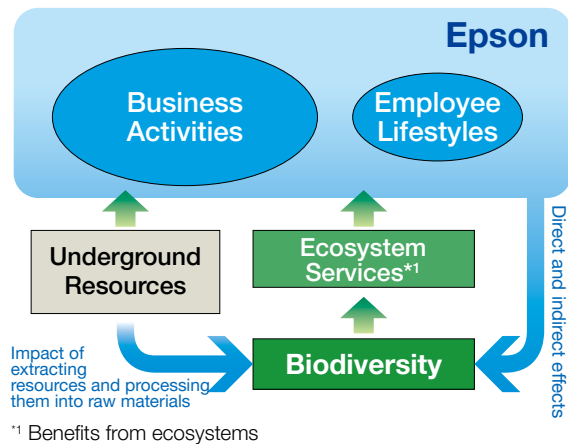 Epson
Business
Activities
Employee
Lifestyles
Underground
Resources
Ecosystem
Services*1
Direct and indirect effects
Biodiversity
Impact of
extracting
resources and processing
them into raw materials
*1 Benefits from ecosystems